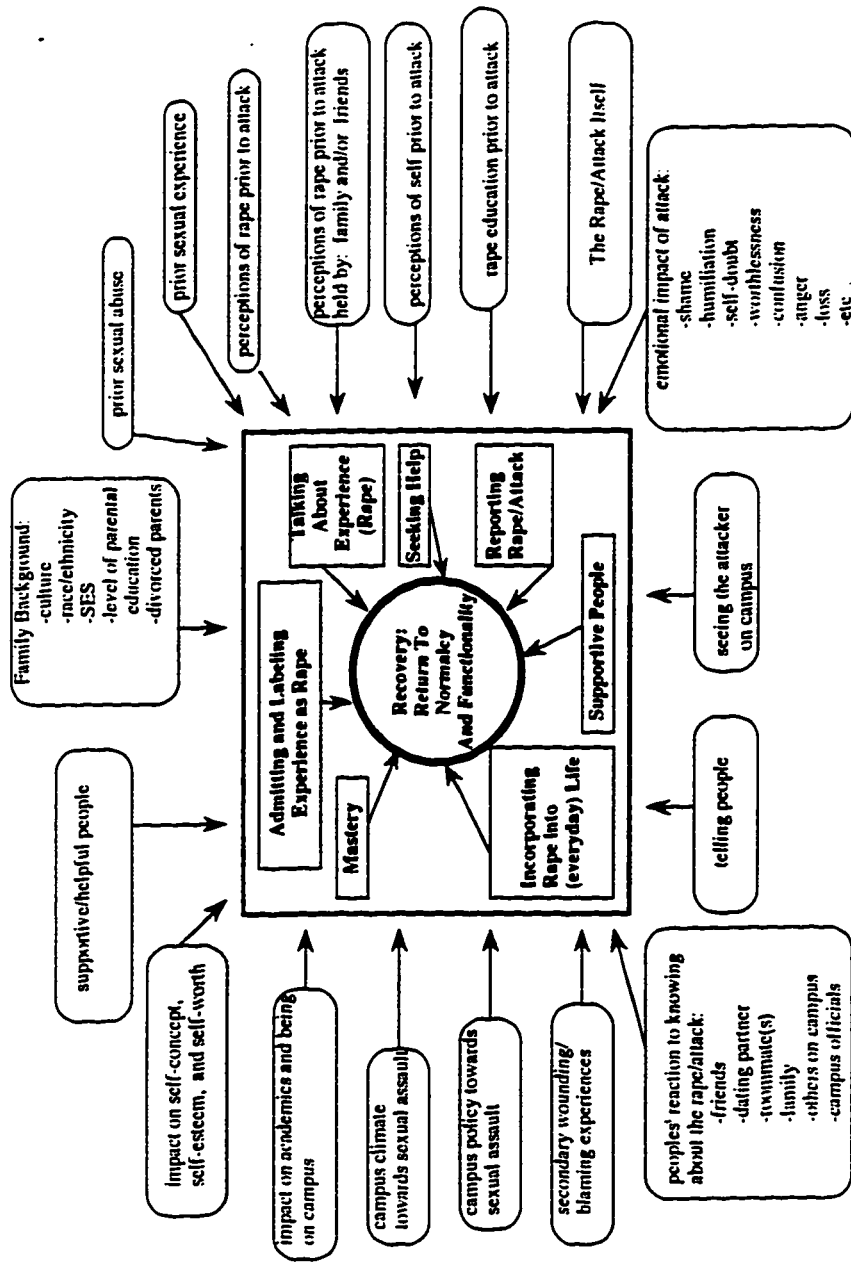 supportive/helpful people
Family Background:
-culture
-race/ethnicity
-SES
-level of parental
education
-divorced parents
prior sexual abuse
prior sexual experience
perceptions of rape prior to attack
perceptions of rape prior to attack
held by: family and/or friends
perceptions of self prior to attack
rape education prior to attack
The Rape/Attack Itself
emotional impact of attack:
-shame
-humiliation
-self-doubt
-worthlessness
-confusion
-anger
-loss
-etc.
Impact on self-concept,
self-esteem, and self-worth
impact on academics and being
on campus
campus climate
towards sexual assault
campus policy towards
sexual assault
secondary wounding/
blaming experiences
peoples' reaction to knowing
about the rape/attack:
-friends
-dating partner
-roommate(s)
-family
-others on campus
-campus officials
telling people
seeing the attacker
on campus
Admitting and Labeling
Experience as Rape
Talking
About
Experience
(Rape)
Mastery
Seeking Help
Recovery:
Return To
Normalcy
And Functionality
Reporting
Rape/Attack
Incorporating
Rape Into
(everyday) Life
Supportive People